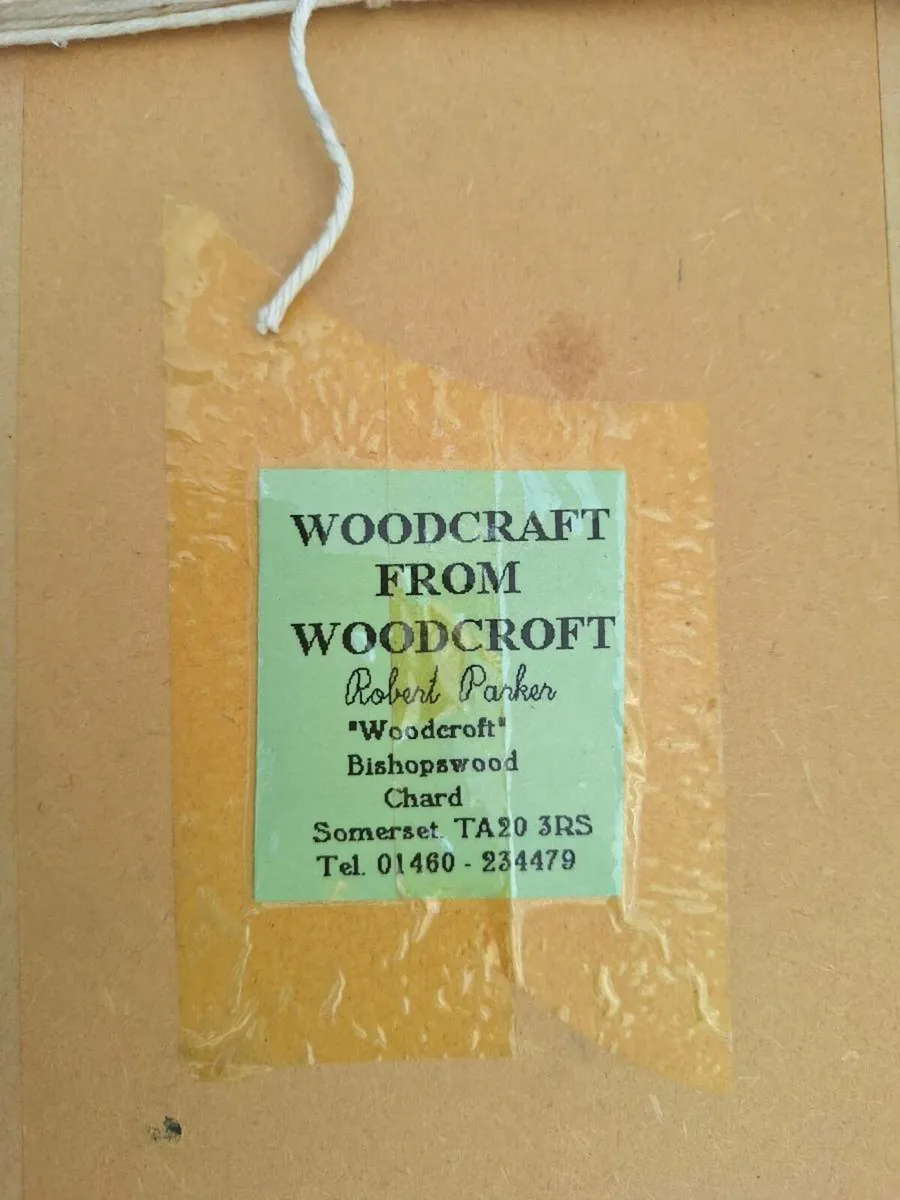 WOODCRAFT
FROM
WOODCROFT
Robert Parker
"Woodcroft"
Bishopswood
Chard
Somerset. TA20 3RS
Tel. 01460 - 234479